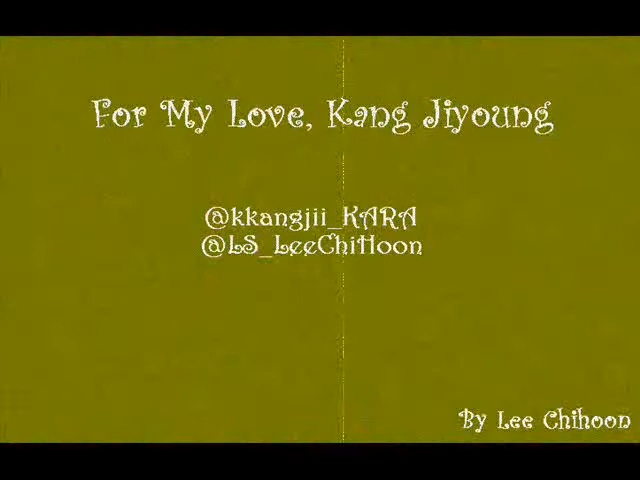 For My Love, Kang Jiyoung
@kkangjii_KARA
@LS_LeeChiHoon
By Lee Chihoon